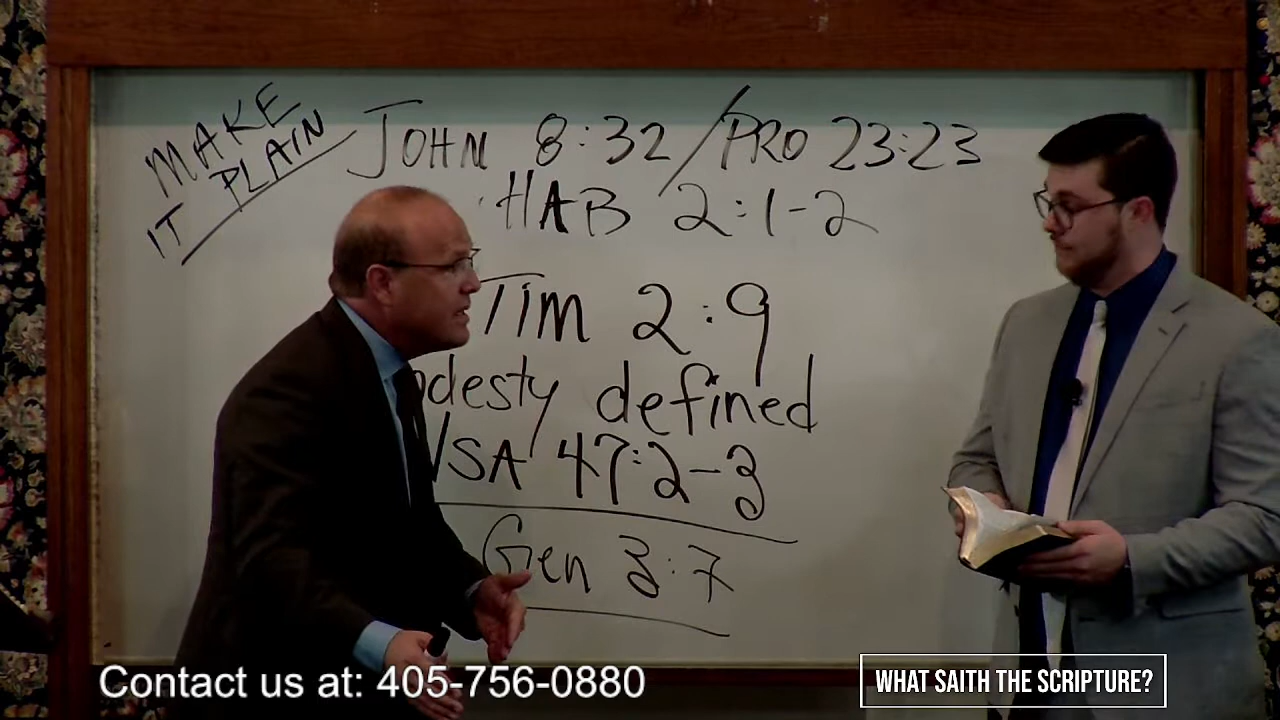 MAKE
IT PLAIN
JOHN 8:32/PRO 23:23
HAB 2:1-2
Tim 2:9
odesty defined
ISA 47:2-3
Gen 3:7
Contact us at: 405-756-0880
WHAT SAITH THE SCRIPTURE?